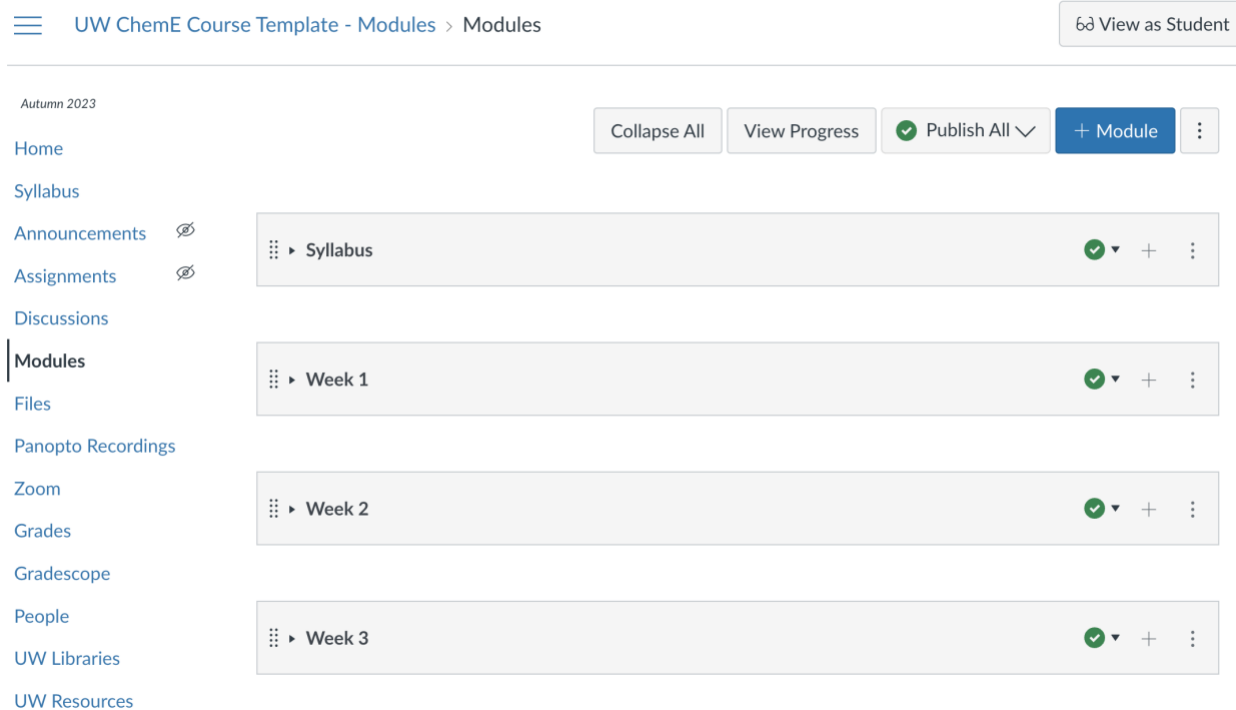 UW ChemE Course Template - Modules > Modules
View as Student
Autumn 2023
Collapse All
View Progress
Publish All
+ Module
Home
Syllabus
Announcements
Assignments
Discussions
Modules
Files
Panopto Recordings
Zoom
Grades
Gradescope
People
UW Libraries
UW Resources
Syllabus
Week 1
Week 2
Week 3